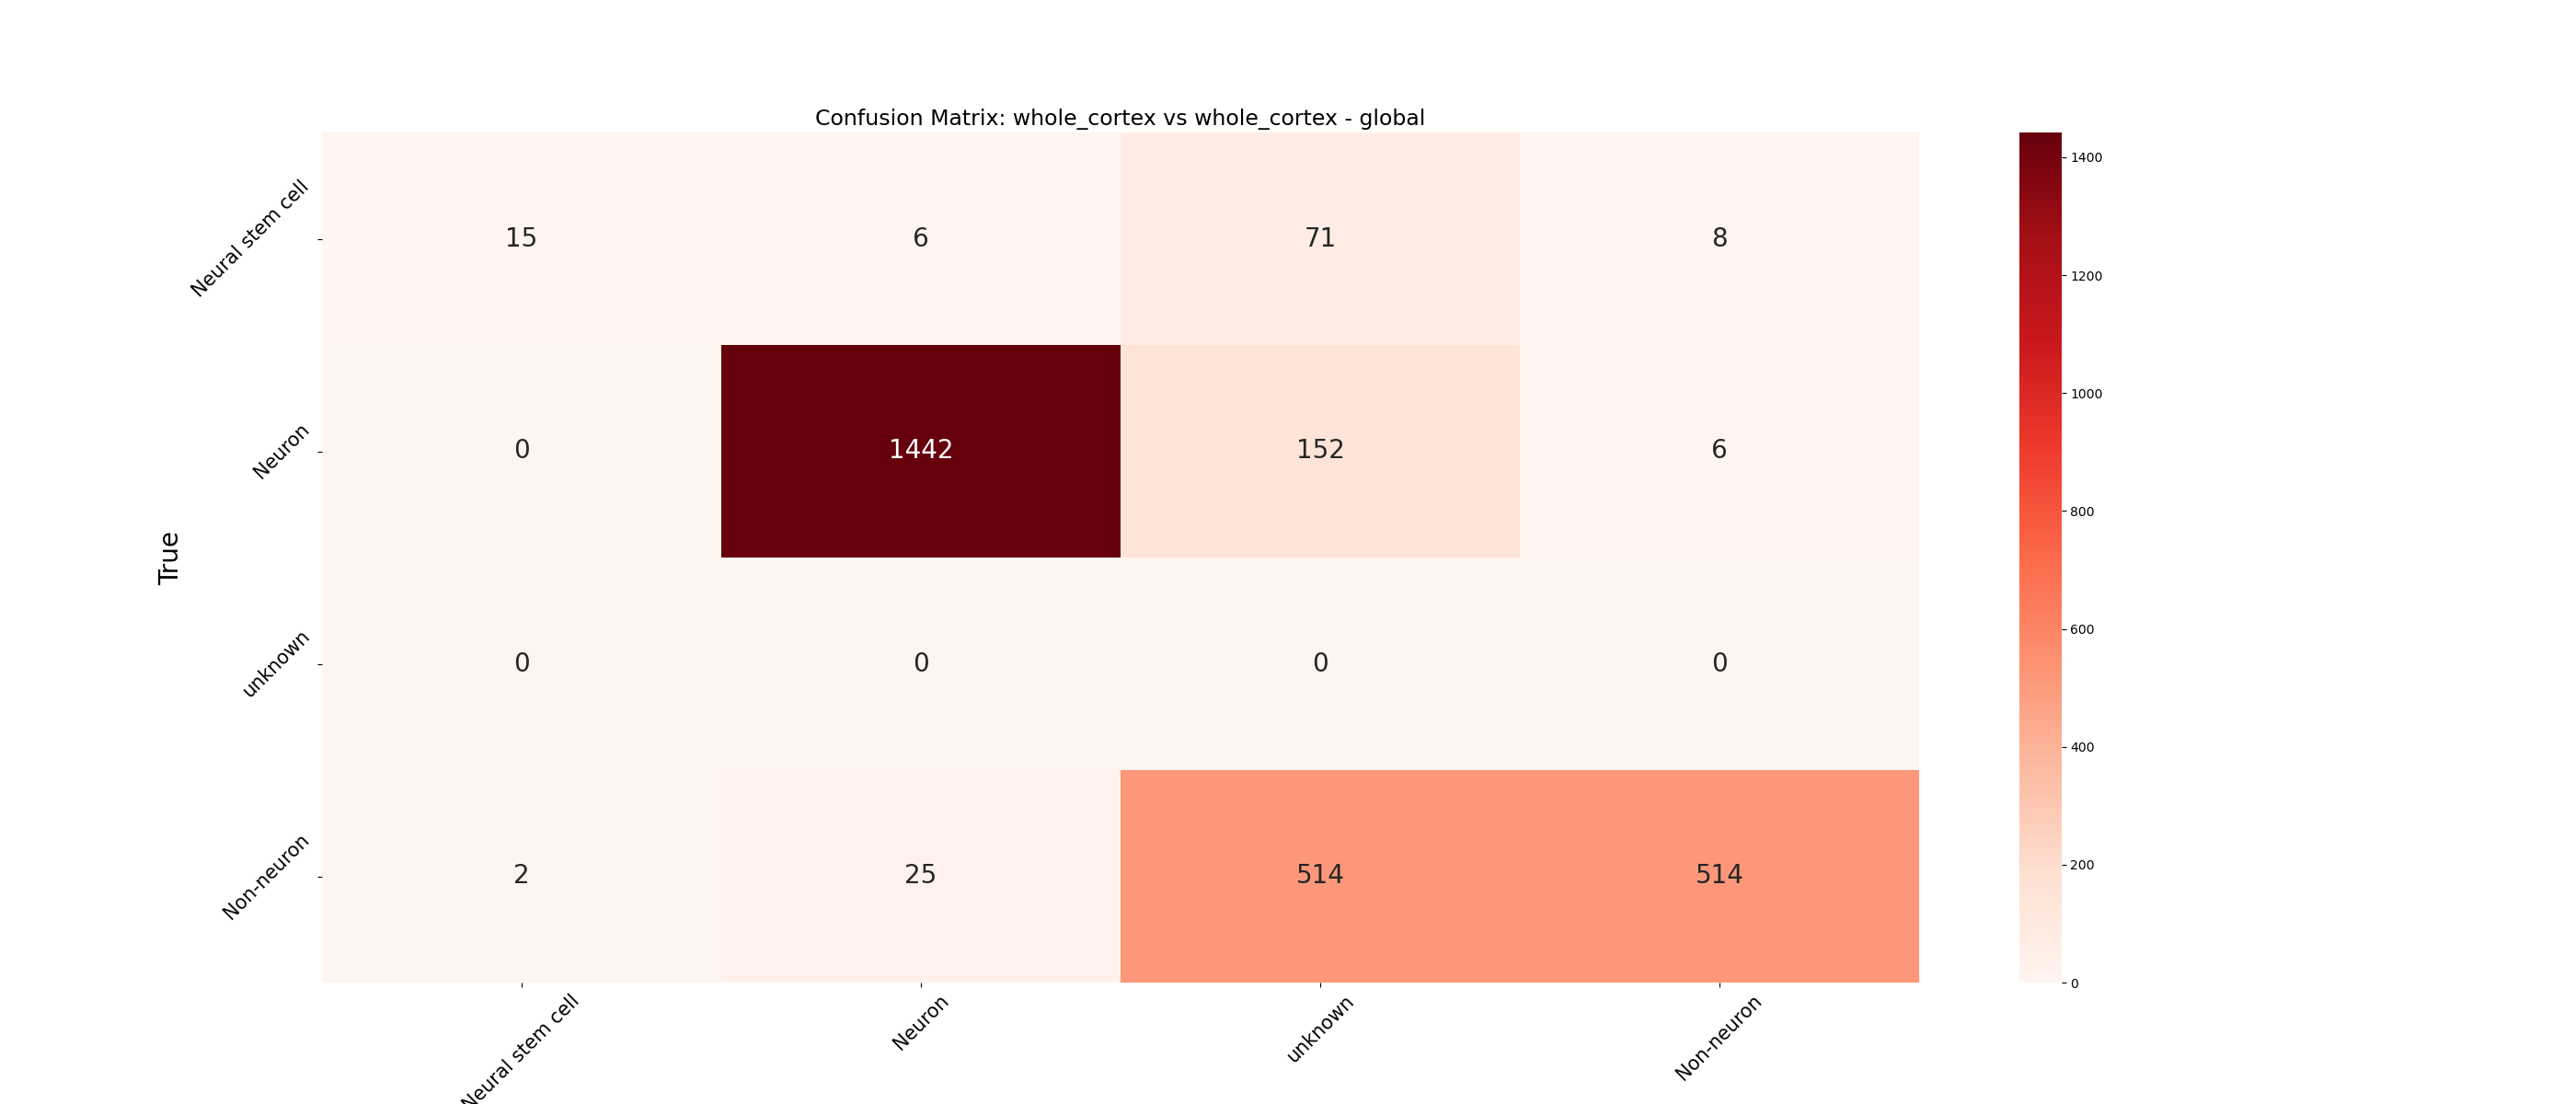 Confusion Matrix: whole_cortex vs whole_cortex - global
True
Neural stem cell
15 6 71 8
Neuron
0 1442 152 6
unknown
0 0 0 0
Non-neuron
2 25 514 514
Neural stem cell
Neuron
unknown
Non-neuron
1400
1200
1000
800
600
400
200
0